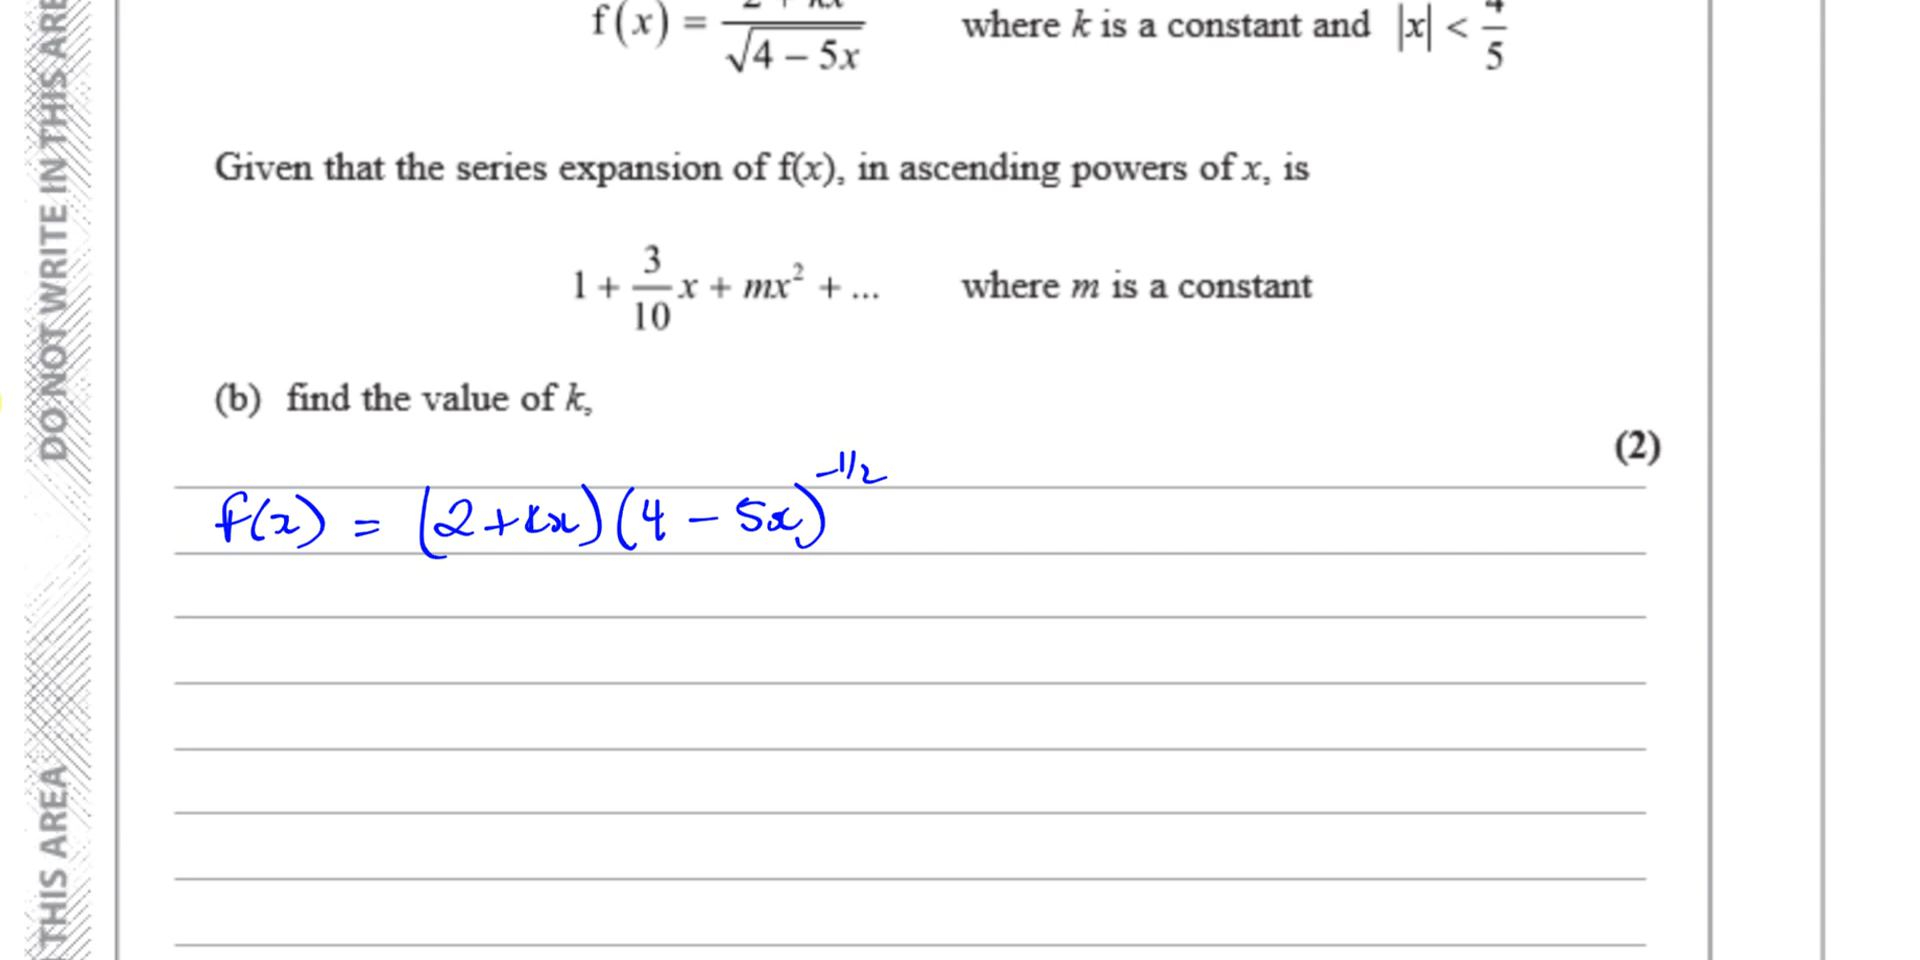 f(x) = 2 + kx / √4 – 5x where k is a constant and |x| < 4/5
Given that the series expansion of f(x), in ascending powers of x, is
1 + 3/10 x + mx² + ... where m is a constant
(b) find the value of k,
(2)
f(x) = (2+kx)(4 – 5x)^-1/2
DO NOT WRITE IN THIS ARE
THIS AREA